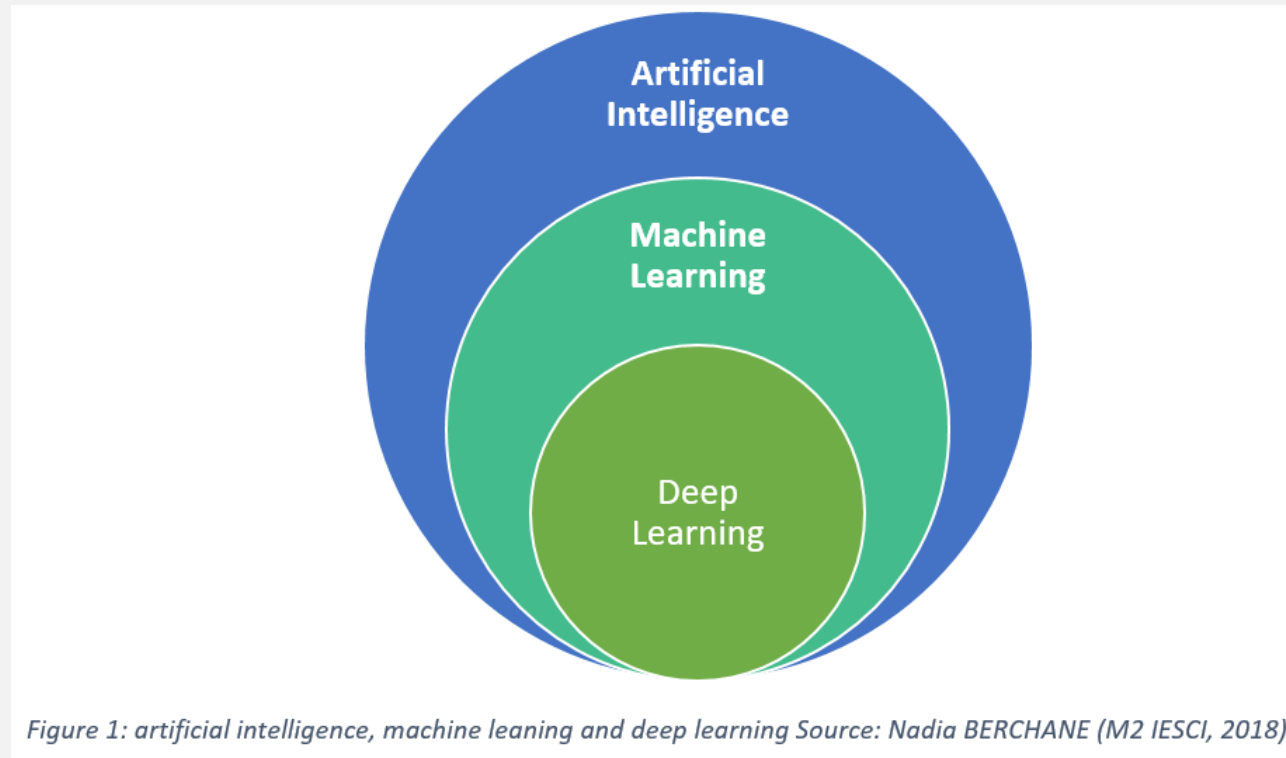 Artificial
Intelligence
Machine
Learning
Deep
Learning
Figure 1: artificial intelligence, machine leaning and deep learning Source: Nadia BERCHANE (M2 IESCI, 2018)